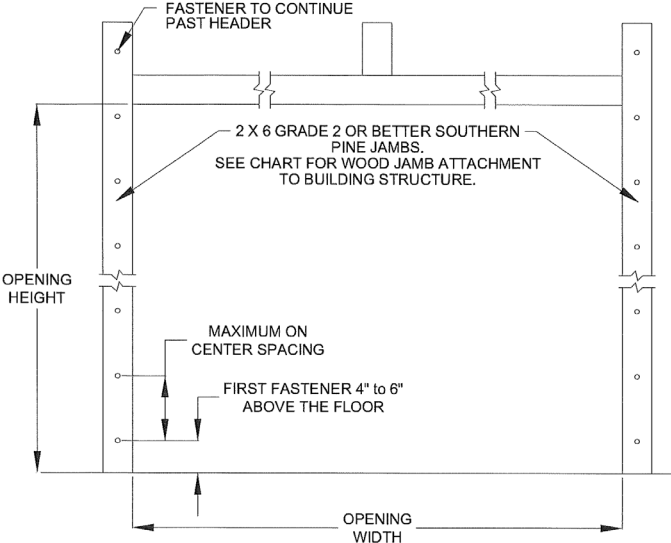 FASTENER TO CONTINUE
PAST HEADER
2 X 6 GRADE 2 OR BETTER SOUTHERN
PINE JAMBS.
SEE CHART FOR WOOD JAMB ATTACHMENT
TO BUILDING STRUCTURE.
OPENING
HEIGHT
MAXIMUM ON
CENTER SPACING
FIRST FASTENER 4" to 6"
ABOVE THE FLOOR
OPENING
WIDTH